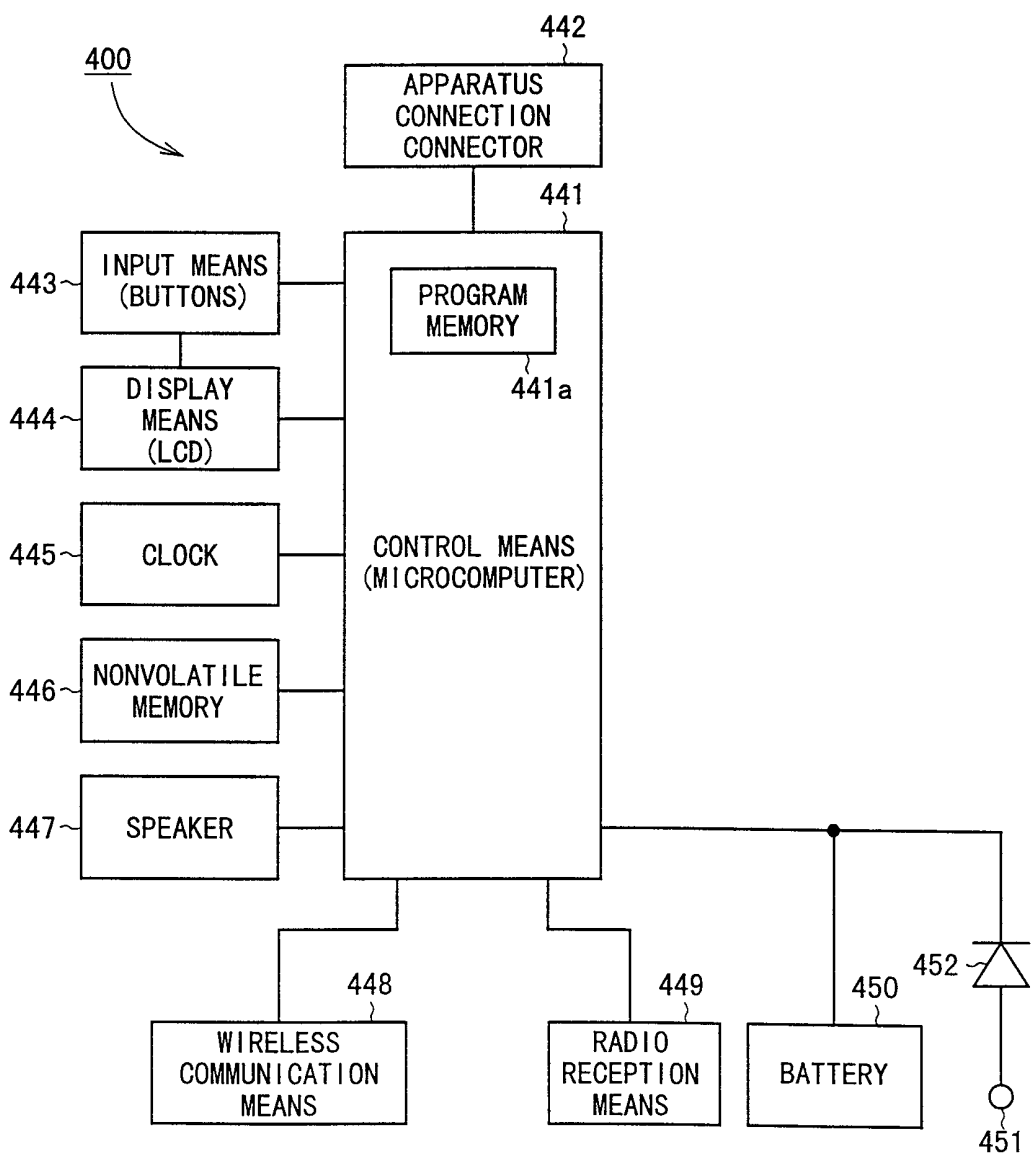 400
442
APPARATUS
CONNECTION
CONNECTOR
441
443
INPUT MEANS
(BUTTONS)
PROGRAM
MEMORY
441a
444
DISPLAY
MEANS
(LCD)
445
CLOCK
CONTROL MEANS
(MICROCOMPUTER)
446
NONVOLATILE
MEMORY
447
SPEAKER
448
WIRELESS
COMMUNICATION
MEANS
449
RADIO
RECEPTION
MEANS
450
BATTERY
452
451